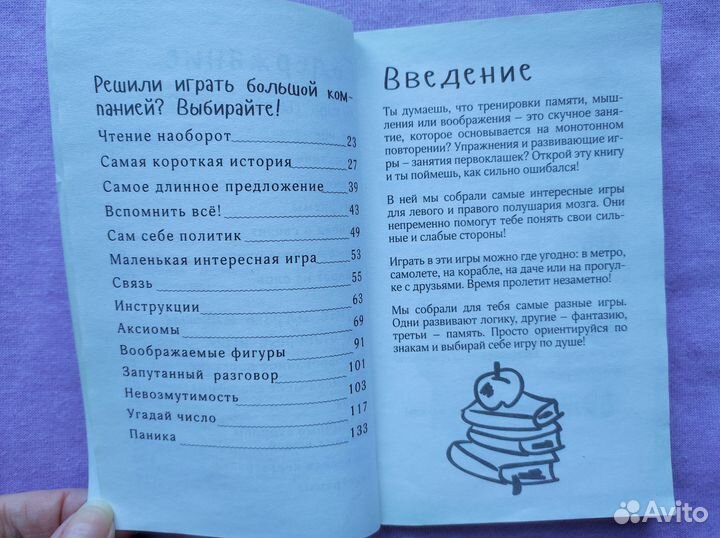 Решили играть большой ком-
панией? Выбирайте!
Чтение наоборот 23
Самая короткая история 27
Самое длинное предложение 39
Вспомнить всё! 43
Сам себе политик 49
Маленькая интересная игра 53
Связь 55
Инструкции 63
Аксиомы 69
Воображаемые фигуры 91
Запутанный разговор 101
Невозмутимость 103
Угадай число 117
Паника 133
Введение
Ты думаешь, что тренировки памяти, мыш-
ления или воображения – это скучное заня-
тие, которое основывается на монотонном
повторении? Упражнения и развивающие иг-
ры – занятия первоклашек? Открой эту книгу
и ты поймешь, как сильно ошибался!
В ней мы собрали самые интересные игры
для левого и правого полушария мозга. Они
непременно помогут тебе понять свои силь-
ные и слабые стороны!
Играть в эти игры можно где угодно: в метро,
самолете, на корабле, на даче или на прогул-
ке с друзьями. Время пролетит незаметно!
Мы собрали для тебя самые разные игры.
Одни развивают логику, другие – фантазию,
третьи – память. Просто ориентируйся по
знакам и выбирай себе игру по душе!
Avito